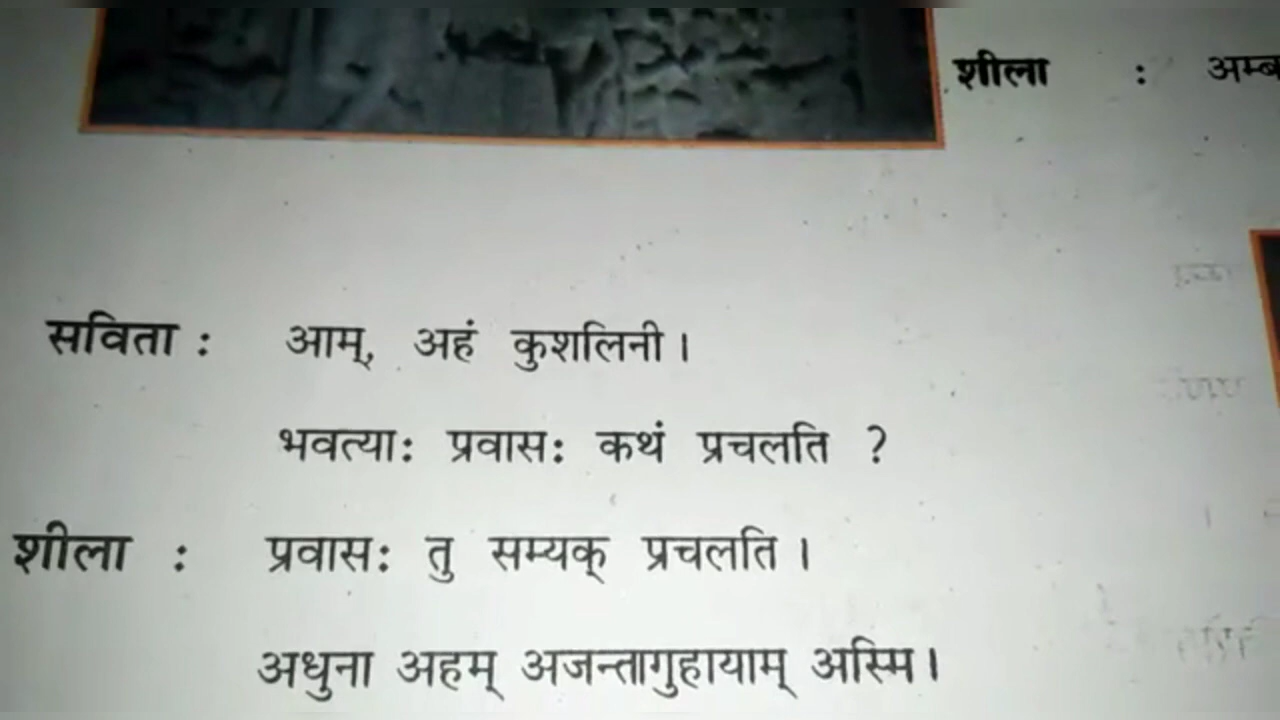 शीला :
सविता : आम्, अहं कुशलिनी ।
भवत्याः प्रवासः कथं प्रचलति ?
शीला : प्रवासः तु सम्यक् प्रचलति ।
अधुना अहम् अजन्तागुहायाम् अस्मि ।